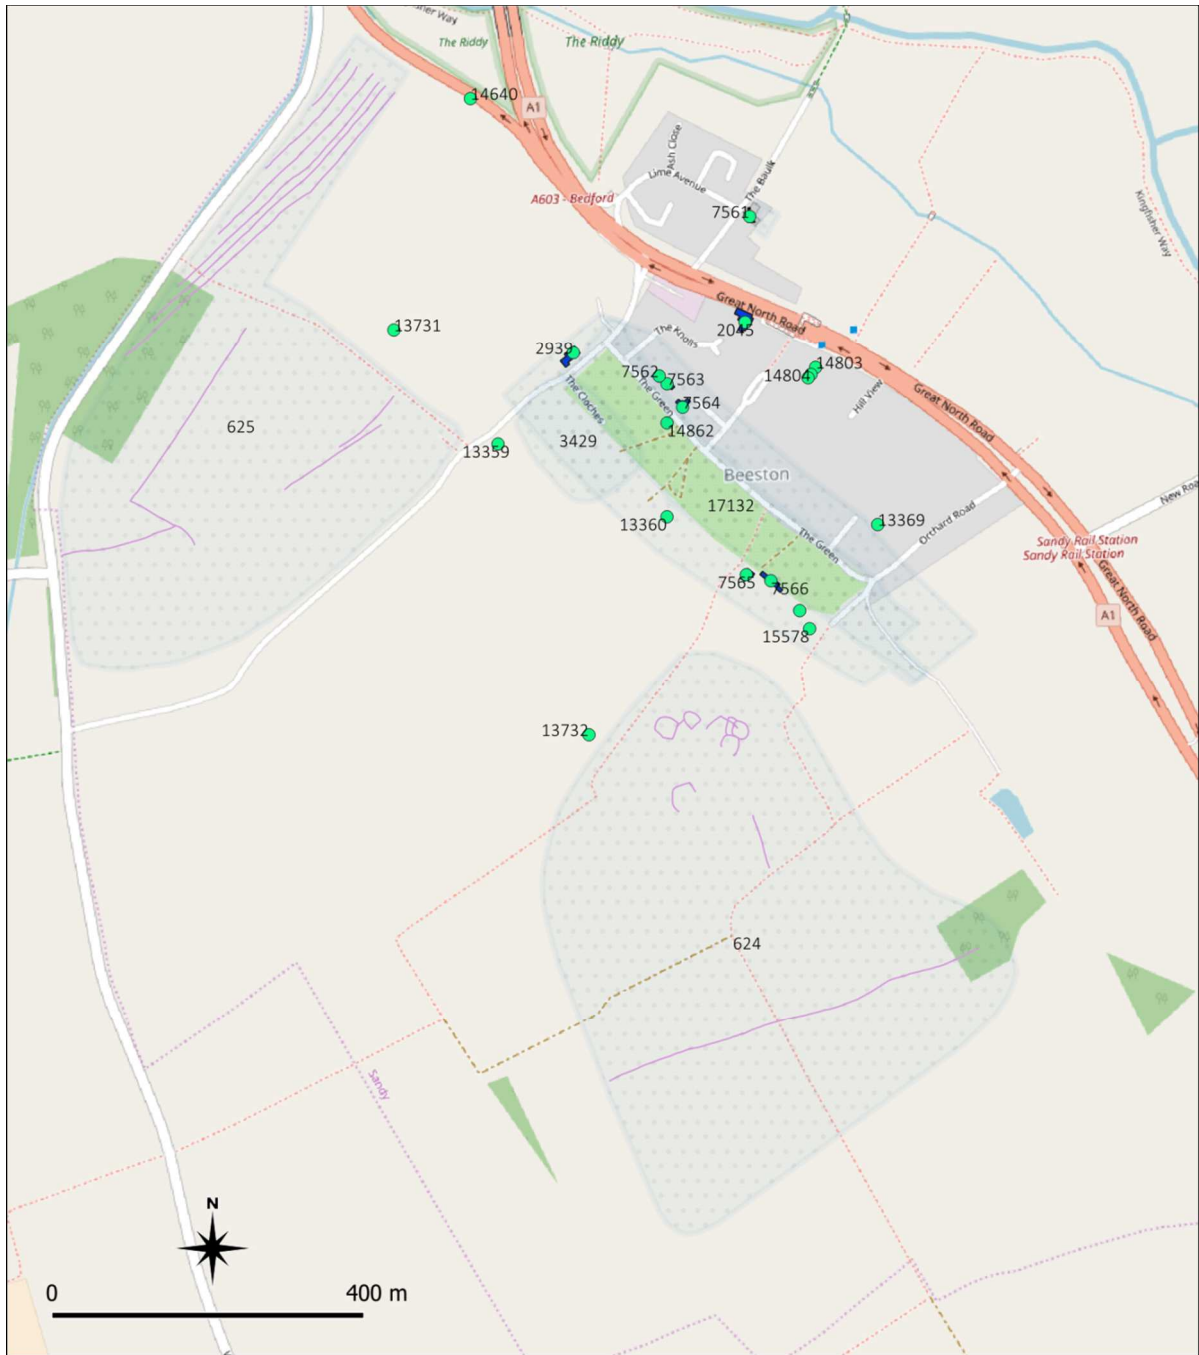 The Riddy
The Riddy
14640
A1
Ash Close
Lime Avenue
The Baulk
A603 - Bedford
7561
Kingfisher Way
Great North Road
2045
13731
The Knolls
2939
14803
7562
7563
14804
The Cloches
The Green
7564
Hill View
Great North Road
625
14862
3429
13359
Beeston
17132
New Roa
13360
13369
Orchard Road
The Green
Sandy Rail Station
Sandy Rail Station
7565
7566
Great North Road
A1
15578
13732
624
Sandy
N
0
400 m